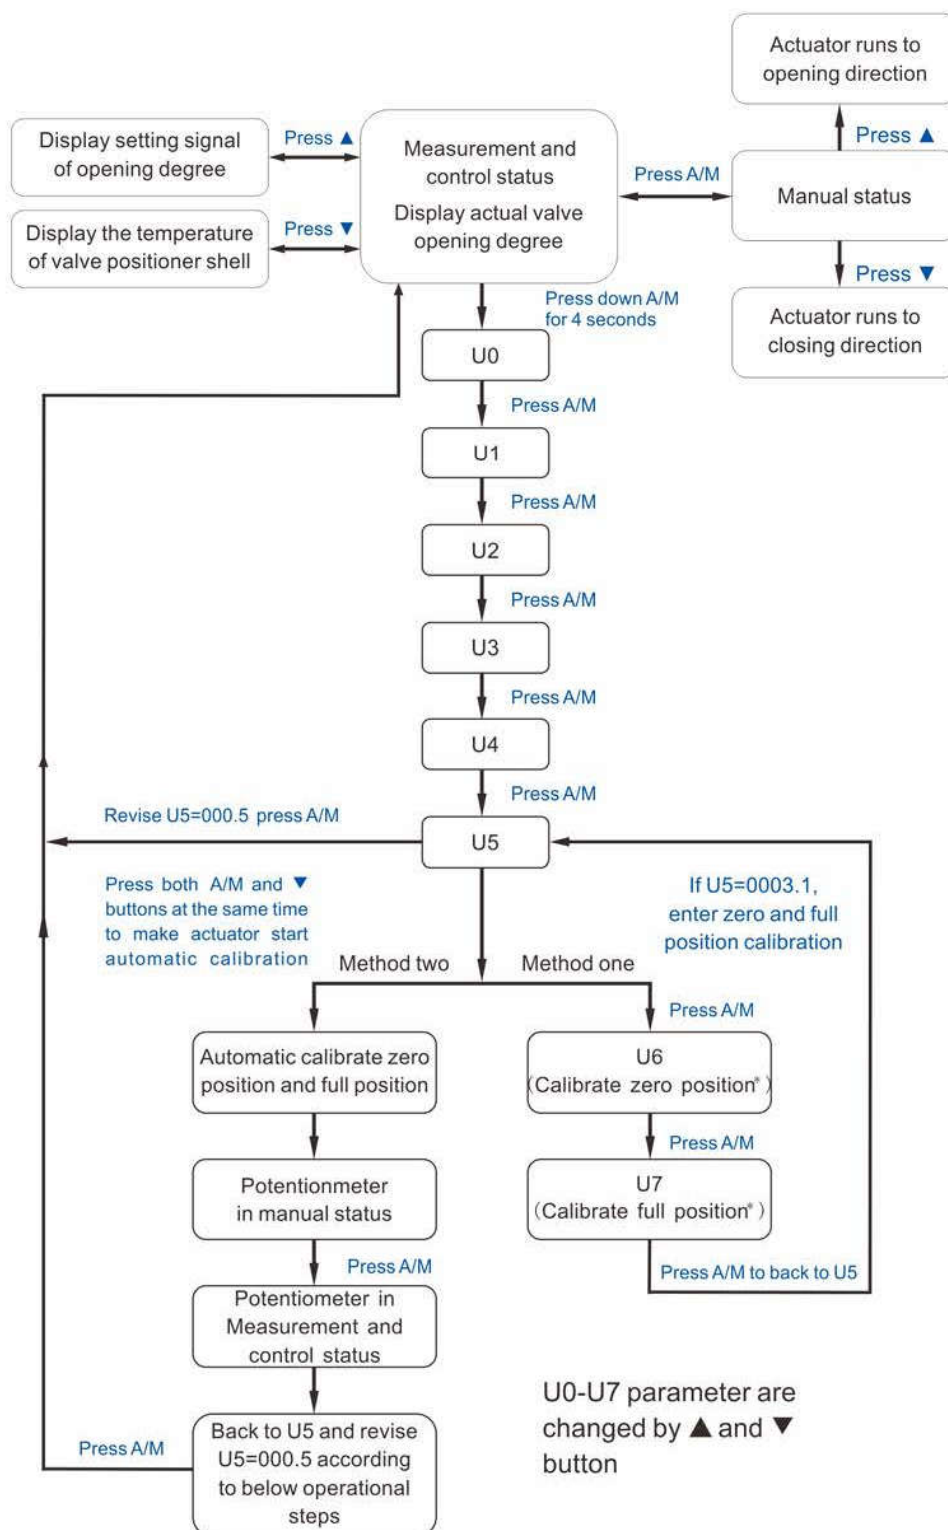 Actuator runs to
opening direction
Press ▲
Display setting signal
of opening degree
Press ▲
Measurement and
control status
Display actual valve
opening degree
Press A/M
Manual status
Display the temperature
of valve positioner shell
Press ▼
Press ▼
Actuator runs to
closing direction
Press down A/M
for 4 seconds
U0
Press A/M
U1
Press A/M
U2
Press A/M
U3
Press A/M
U4
Press A/M
Revise U5=000.5 press A/M
U5
Press both A/M and ▼
buttons at the same time
to make actuator start
automatic calibration
If U5=0003.1,
enter zero and full
position calibration
Method two
Method one
Press A/M
Automatic calibrate zero
position and full position
U6
(Calibrate zero position*)
Press A/M
Potentionmeter
in manual status
U7
(Calibrate full position*)
Press A/M
Press A/M to back to U5
Potentiometer in
Measurement and
control status
Press A/M
Back to U5 and revise
U5=000.5 according
to below operational
steps
U0-U7 parameter are
changed by ▲ and ▼
button